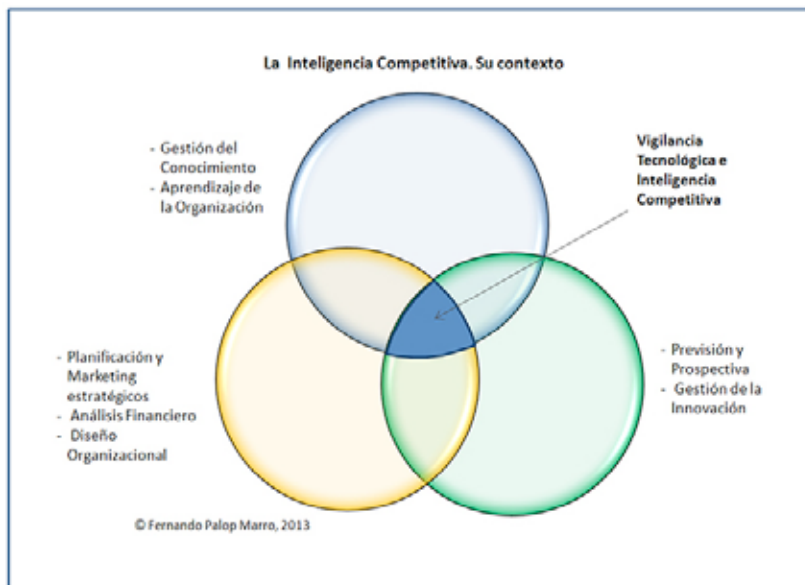 La Inteligencia Competitiva. Su contexto
- Gestión del
Conocimiento
- Aprendizaje de
la Organización
Vigilancia
Tecnológica e
Inteligencia
Competitiva
- Planificación y
Marketing
estratégicos
- Análisis Financiero
- Diseño
Organizacional
- Previsión y
Prospectiva
- Gestión de la
Innovación
© Fernando Palop Marro, 2013